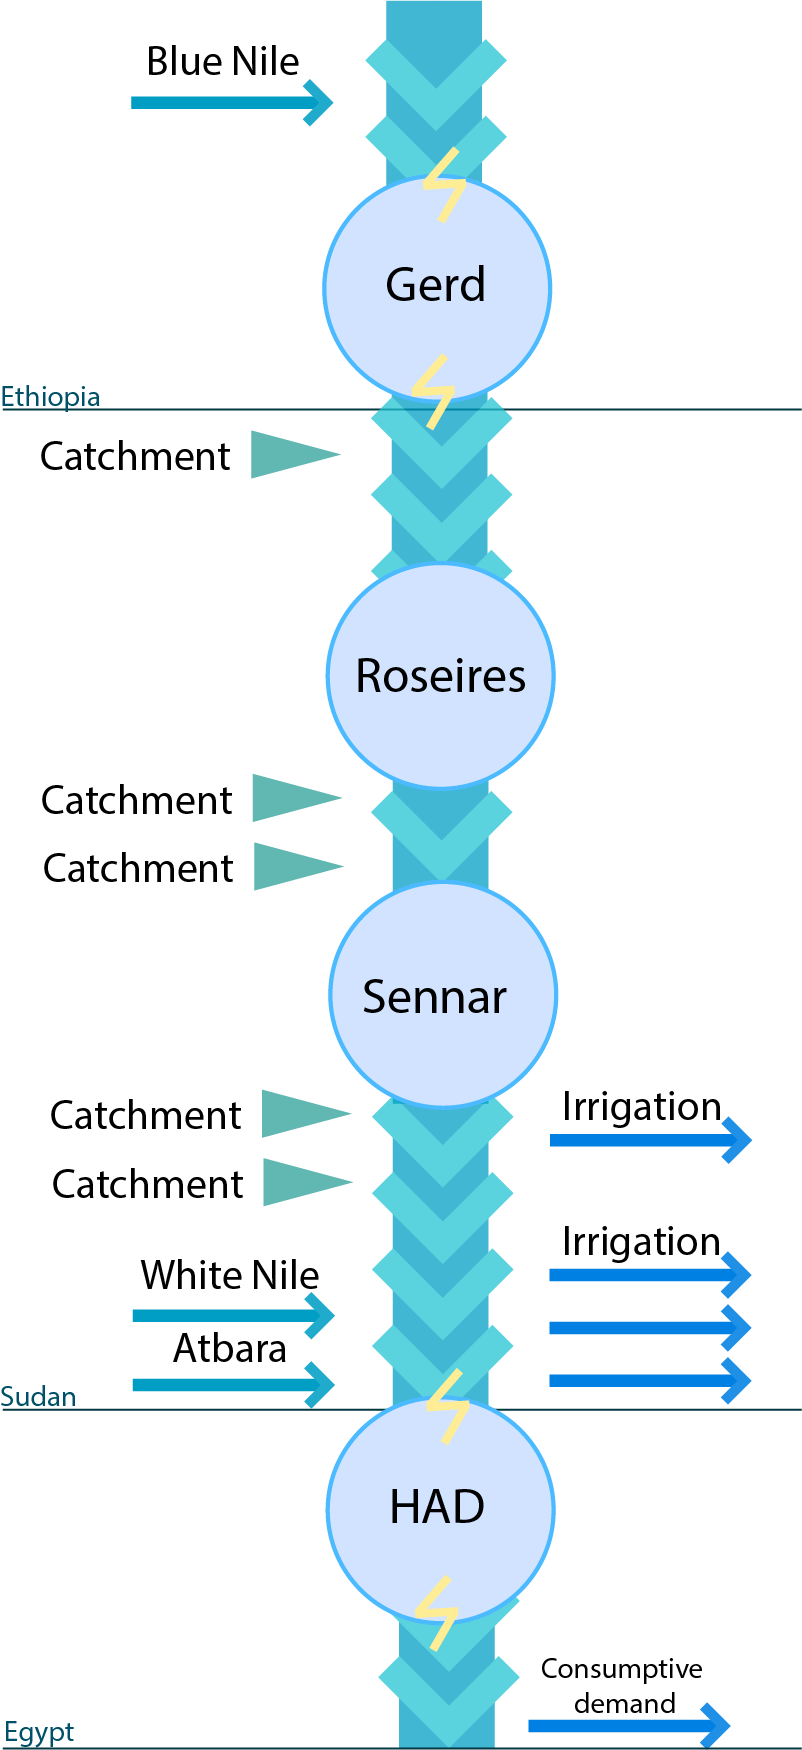 Blue Nile
Gerd
Ethiopia
Catchment
Roseires
Catchment
Catchment
Sennar
Catchment
Irrigation
Catchment
Irrigation
White Nile
Atbara
Sudan
HAD
Consumptive
demand
Egypt